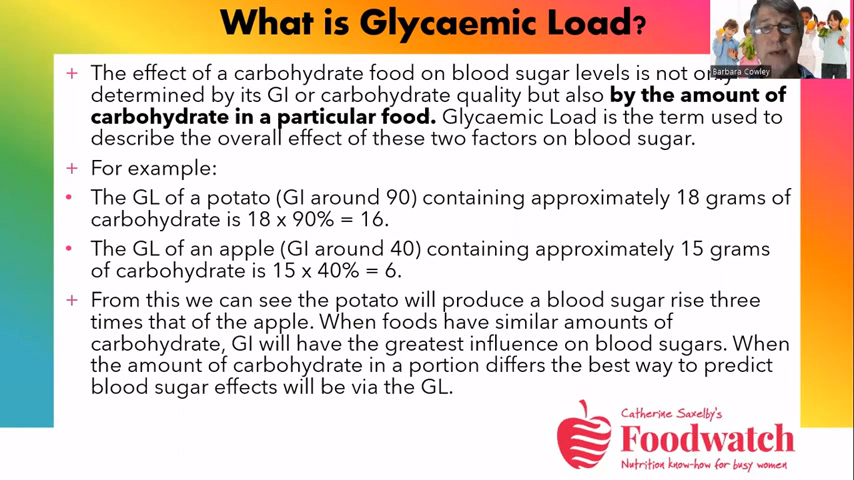 What is Glycaemic Load?
Barbara Cowley
+ The effect of a carbohydrate food on blood sugar levels is not only
determined by its GI or carbohydrate quality but also by the amount of
carbohydrate in a particular food. Glycaemic Load is the term used to
describe the overall effect of these two factors on blood sugar.
+ For example:
• The GL of a potato (GI around 90) containing approximately 18 grams of
carbohydrate is 18 x 90% = 16.
• The GL of an apple (GI around 40) containing approximately 15 grams
of carbohydrate is 15 x 40% = 6.
+ From this we can see the potato will produce a blood sugar rise three
times that of the apple. When foods have similar amounts of
carbohydrate, GI will have the greatest influence on blood sugars. When
the amount of carbohydrate in a portion differs the best way to predict
blood sugar effects will be via the GL.
Catherine Saxelby's
Foodwatch
Nutrition know-how for busy women